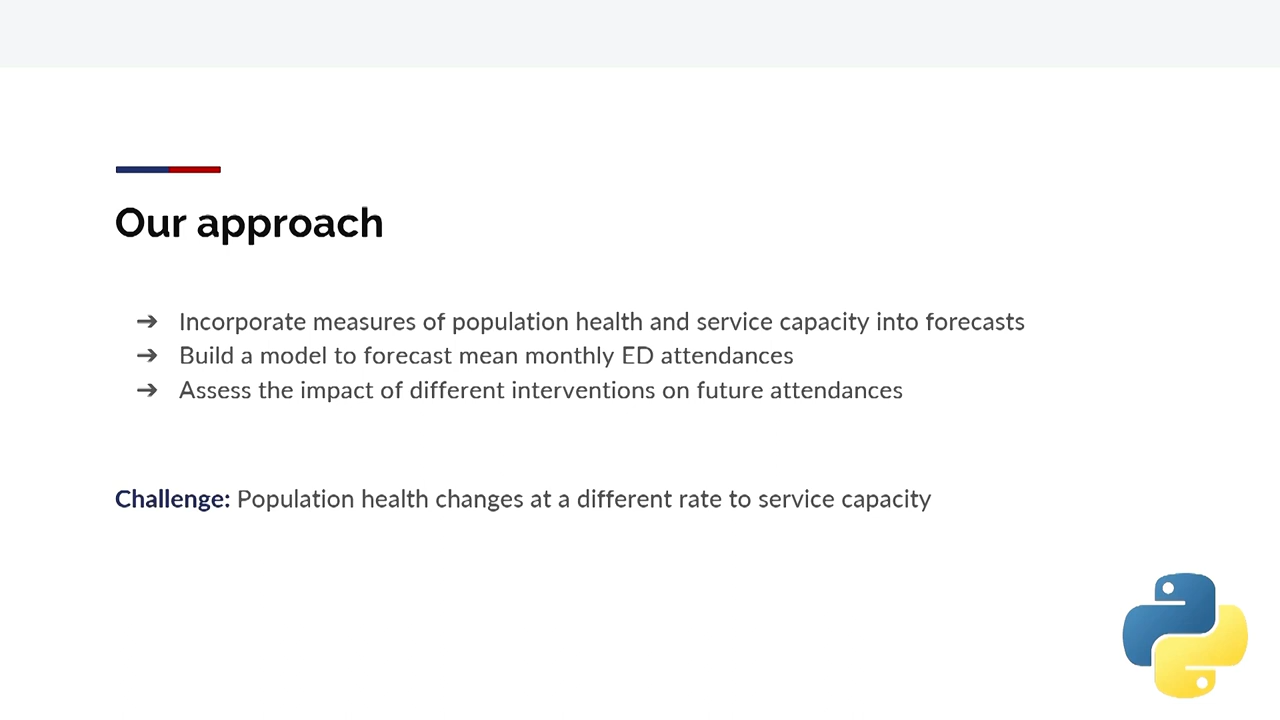 Our approach
➔ Incorporate measures of population health and service capacity into forecasts
➔ Build a model to forecast mean monthly ED attendances
➔ Assess the impact of different interventions on future attendances
Challenge: Population health changes at a different rate to service capacity